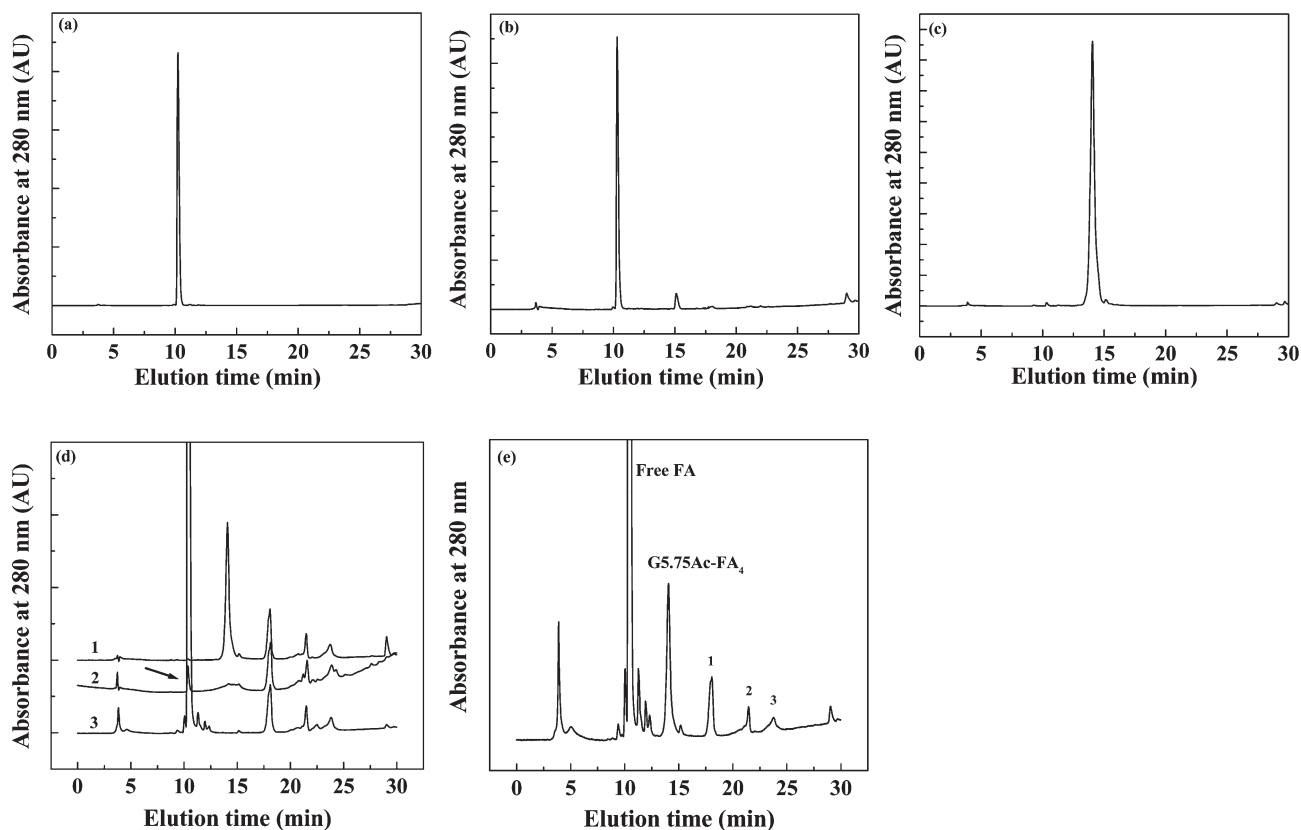 (a)
Absorbance at 280 nm (AU)
0 5 10 15 20 25 30
Elution time (min)
(b)
Absorbance at 280 nm (AU)
0 5 10 15 20 25 30
Elution time (min)
(c)
Absorbance at 280 nm (AU)
0 5 10 15 20 25 30
Elution time (min)
(d)
Absorbance at 280 nm (AU)
1
2
3
0 5 10 15 20 25 30
Elution time (min)
(e)
Absorbance at 280 nm
Free FA
G5.75Ac-FA4
1
2
3
0 5 10 15 20 25 30
Elution time (min)